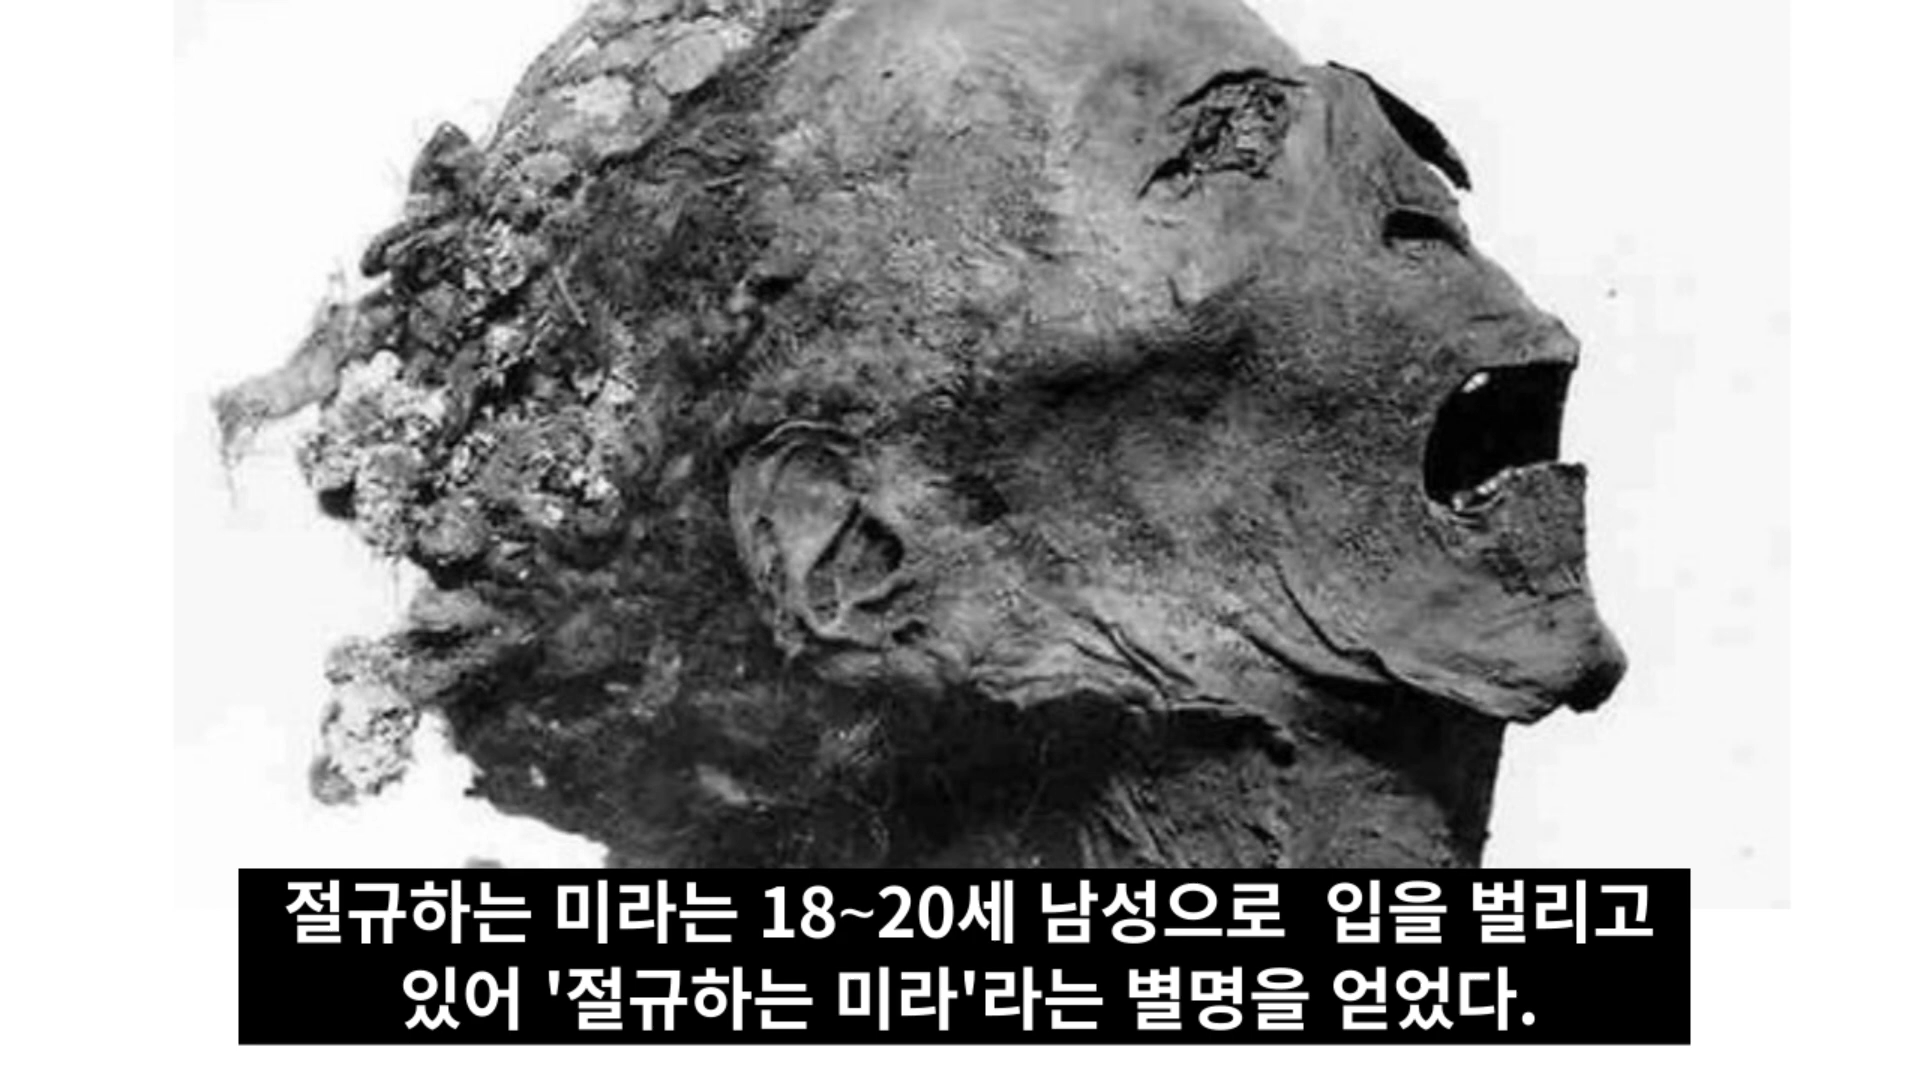 절규하는 미라는 18~20세 남성으로  입을 벌리고
있어 '절규하는 미라'라는 별명을 얻었다.